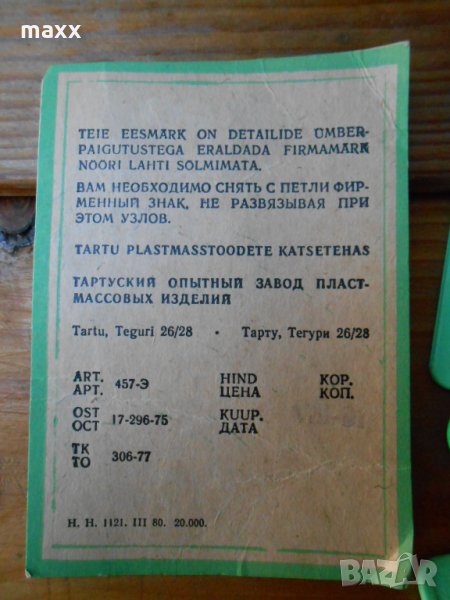 maxx
TEIE EESMÄRK ON DETAILIDE ÜMBER-
PAIGUTUSTEGA ERALDADA FIRMAMÄRK
NÖÖRI LAHTI SÕLMIMATA.
ВАМ НЕОБХОДИМО СНЯТЬ С ПЕТЛИ ФИР-
МЕННЫЙ ЗНАК, НЕ РАЗВЯЗЫВАЯ ПРИ
ЭТОМ УЗЛОВ.
TARTU PLASTMASSTOODETE KATSETEHAS
ТАРТУСКИЙ ОПЫТНЫЙ ЗАВОД ПЛАСТ-
МАССОВЫХ ИЗДЕЛИЙ
Tartu, Teguri 26/28 • Тарту, Тегури 26/28
ART. 457-Э HIND KOP.
АРТ. ЦЕНА КОП.
OST 17-296-75 KUUP.
ОСТ ДАТА
TK 306-77
ТО
H. H. 1121. III 80. 20.000.
BAZAR